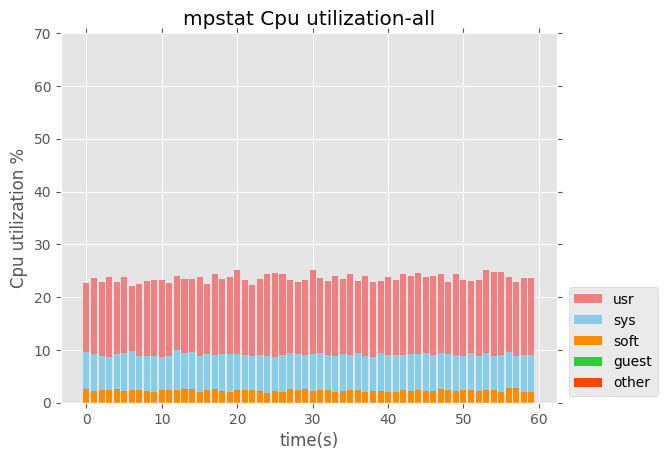 mpstat Cpu utilization-all
Cpu utilization %
70
60
50
40
30
20
10
0
0 10 20 30 40 50 60
time(s)
usr
sys
soft
guest
other